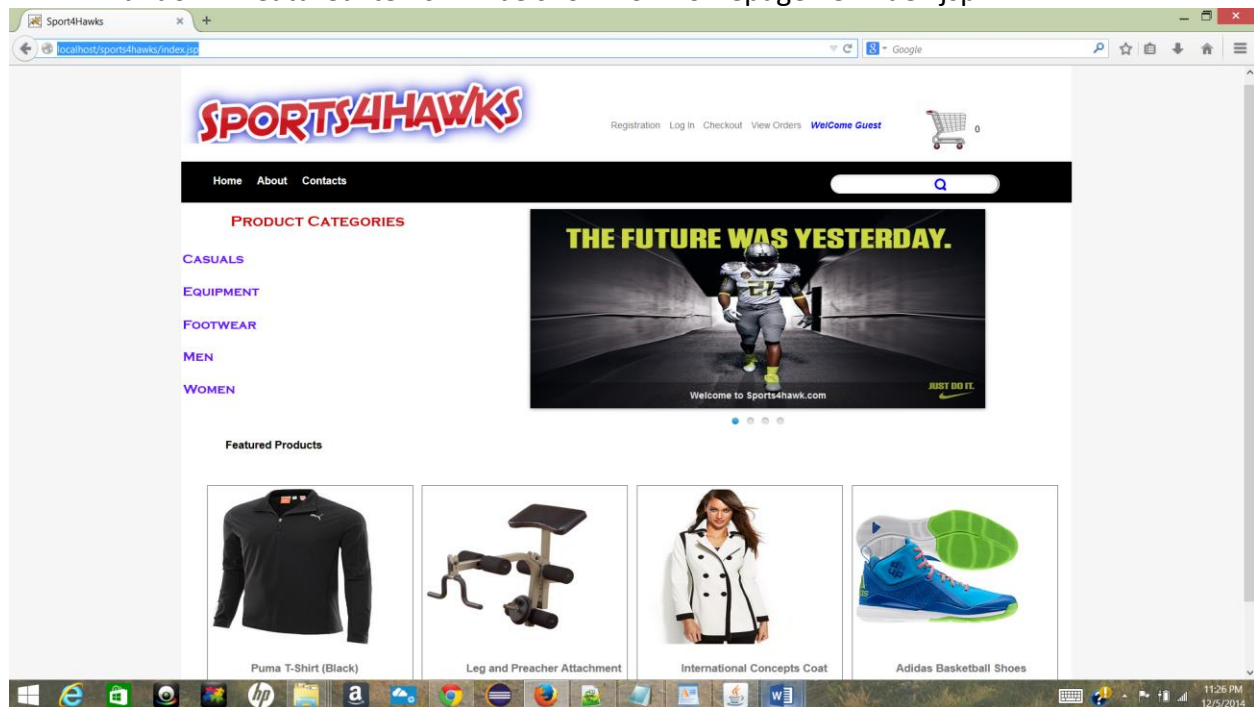 Sport4Hawks
localhost/sports4hawks/index.jsp
Google
SPORTS4HAWKS
Registration Log In Checkout View Orders WelCome Guest
0
Home About Contacts
PRODUCT CATEGORIES
CASUALS
EQUIPMENT
FOOTWEAR
MEN
WOMEN
THE FUTURE WAS YESTERDAY.
21
JUST DO IT.
Welcome to Sports4hawk.com
Featured Products
Puma T-Shirt (Black)
Leg and Preacher Attachment
International Concepts Coat
Adidas Basketball Shoes
11:26 PM
12/5/2014